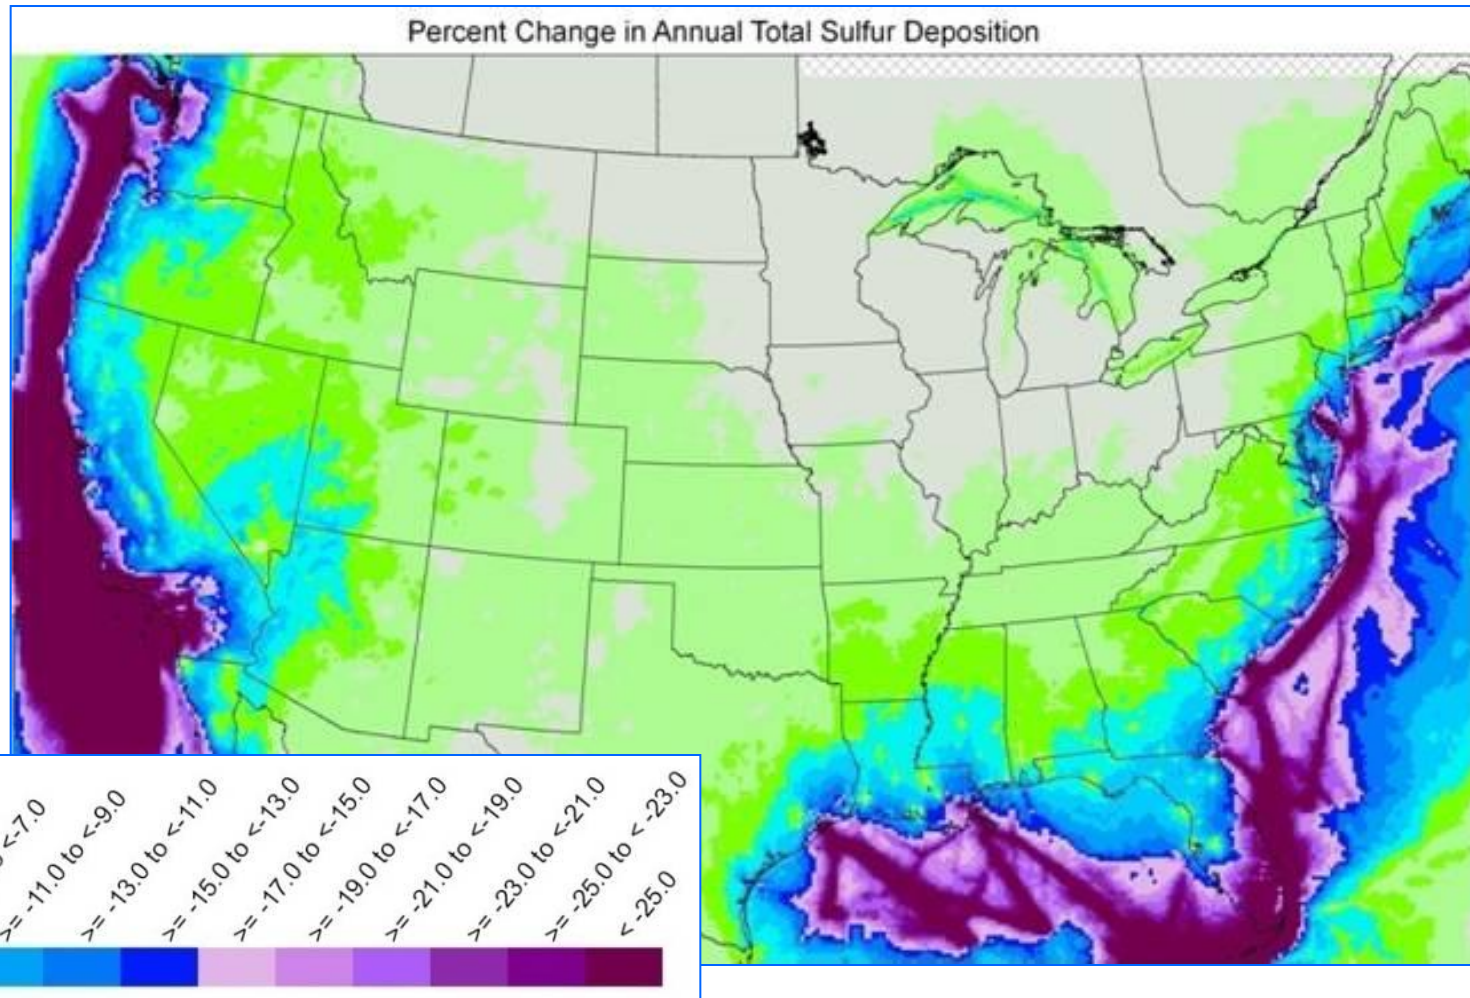 Percent Change in Annual Total Sulfur Deposition
<-7.0
>= -11.0 to <-9.0
>= -13.0 to <-11.0
>= -15.0 to <-13.0
>= -17.0 to <-15.0
>= -19.0 to <-17.0
>= -21.0 to <-19.0
>= -23.0 to <-21.0
>= -25.0 to < -23.0
< -25.0